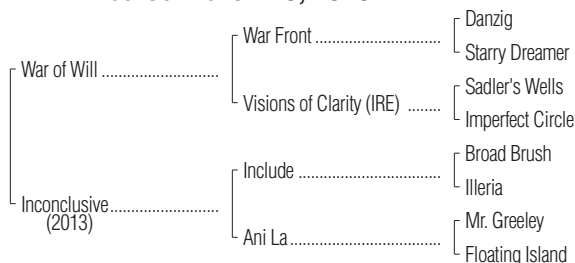 War of Will
War Front
Danzig
Starry Dreamer
Visions of Clarity (IRE)
Sadler's Wells
Imperfect Circle
Inconclusive
(2013)
Include
Broad Brush
Illeria
Ani La
Mr. Greeley
Floating Island